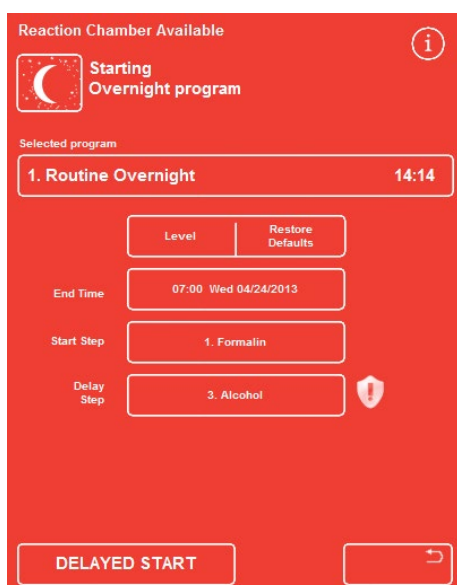 Reaction Chamber Available
i
Starting
Overnight program
Selected program
1. Routine Overnight 14:14
Level Restore Defaults
End Time 07:00 Wed 04/24/2013
Start Step 1. Formalin
Delay Step 3. Alcohol
!
DELAYED START